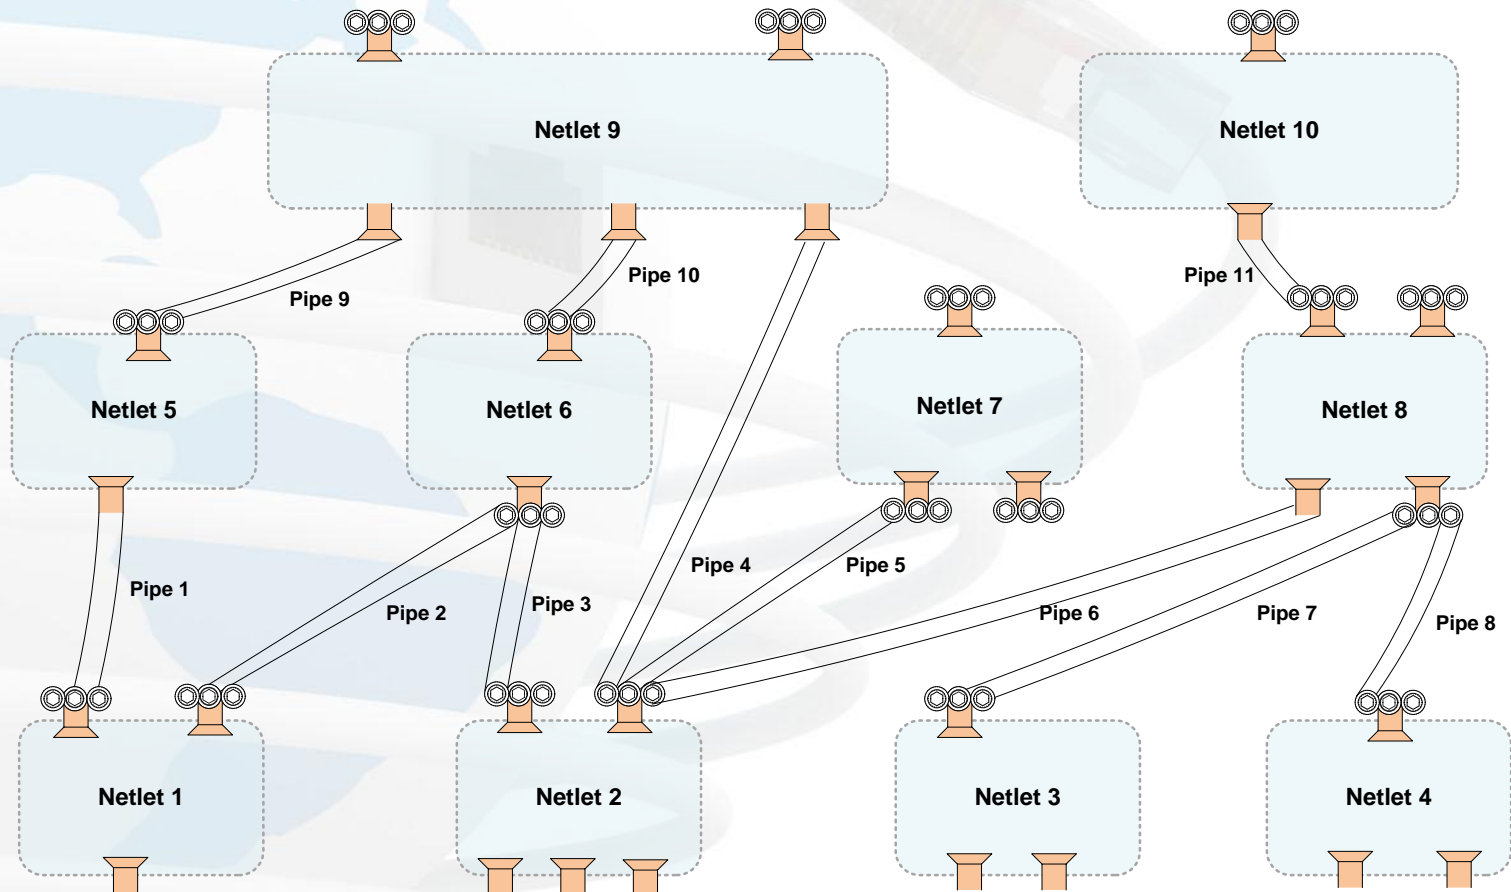 Netlet 9
Netlet 10
Pipe 9
Pipe 10
Pipe 11
Netlet 5
Netlet 6
Netlet 7
Netlet 8
Pipe 1
Pipe 2
Pipe 3
Pipe 4
Pipe 5
Pipe 6
Pipe 7
Pipe 8
Netlet 1
Netlet 2
Netlet 3
Netlet 4